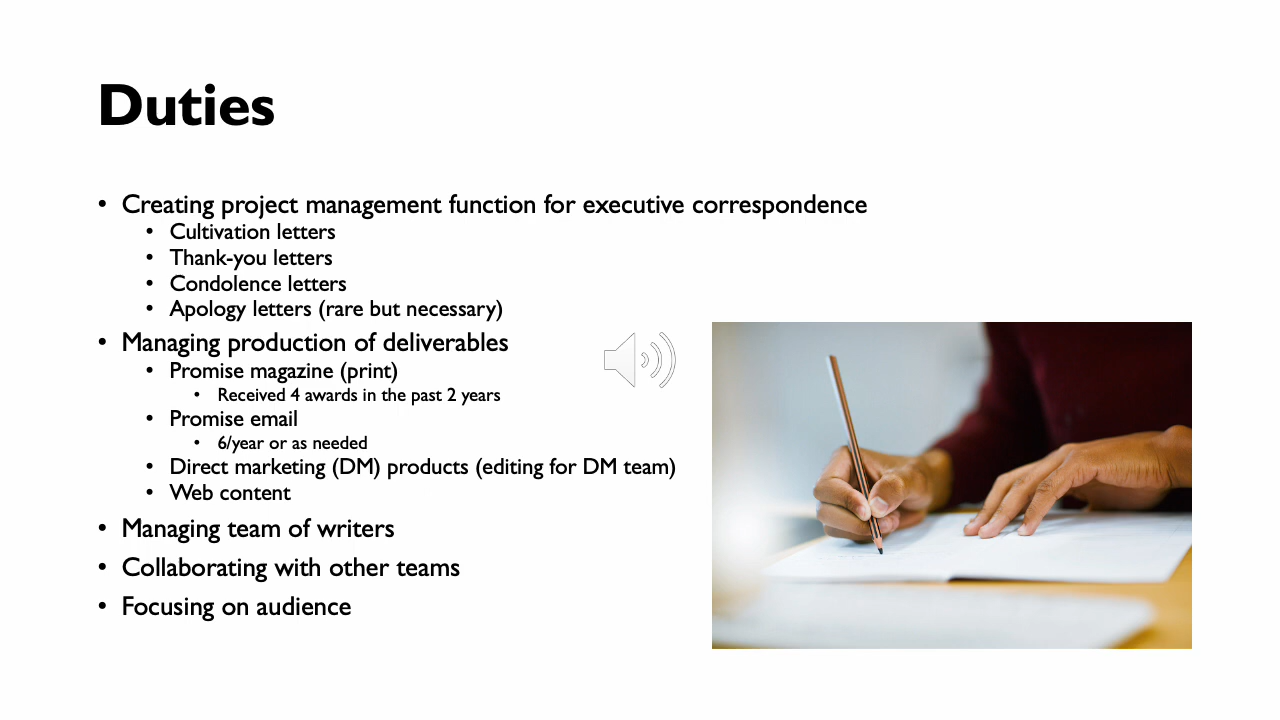 Duties
• Creating project management function for executive correspondence
• Cultivation letters
• Thank-you letters
• Condolence letters
• Apology letters (rare but necessary)
• Managing production of deliverables
• Promise magazine (print)
• Received 4 awards in the past 2 years
• Promise email
• 6/year or as needed
• Direct marketing (DM) products (editing for DM team)
• Web content
• Managing team of writers
• Collaborating with other teams
• Focusing on audience